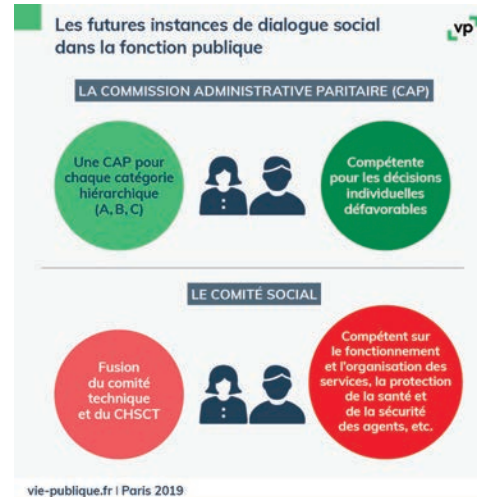 Les futures instances de dialogue social
dans la fonction publique
vp
LA COMMISSION ADMINISTRATIVE PARITAIRE (CAP)
Une CAP pour
chaque catégorie
hiérarchique
(A, B, C)
Compétente
pour les décisions
individuelles
défavorables
LE COMITÉ SOCIAL
Fusion
du comité
technique
et du CHSCT
Compétent sur
le fonctionnement
et l'organisation des
services, la protection
de la santé et
de la sécurité
des agents, etc.
vie-publique.fr | Paris 2019